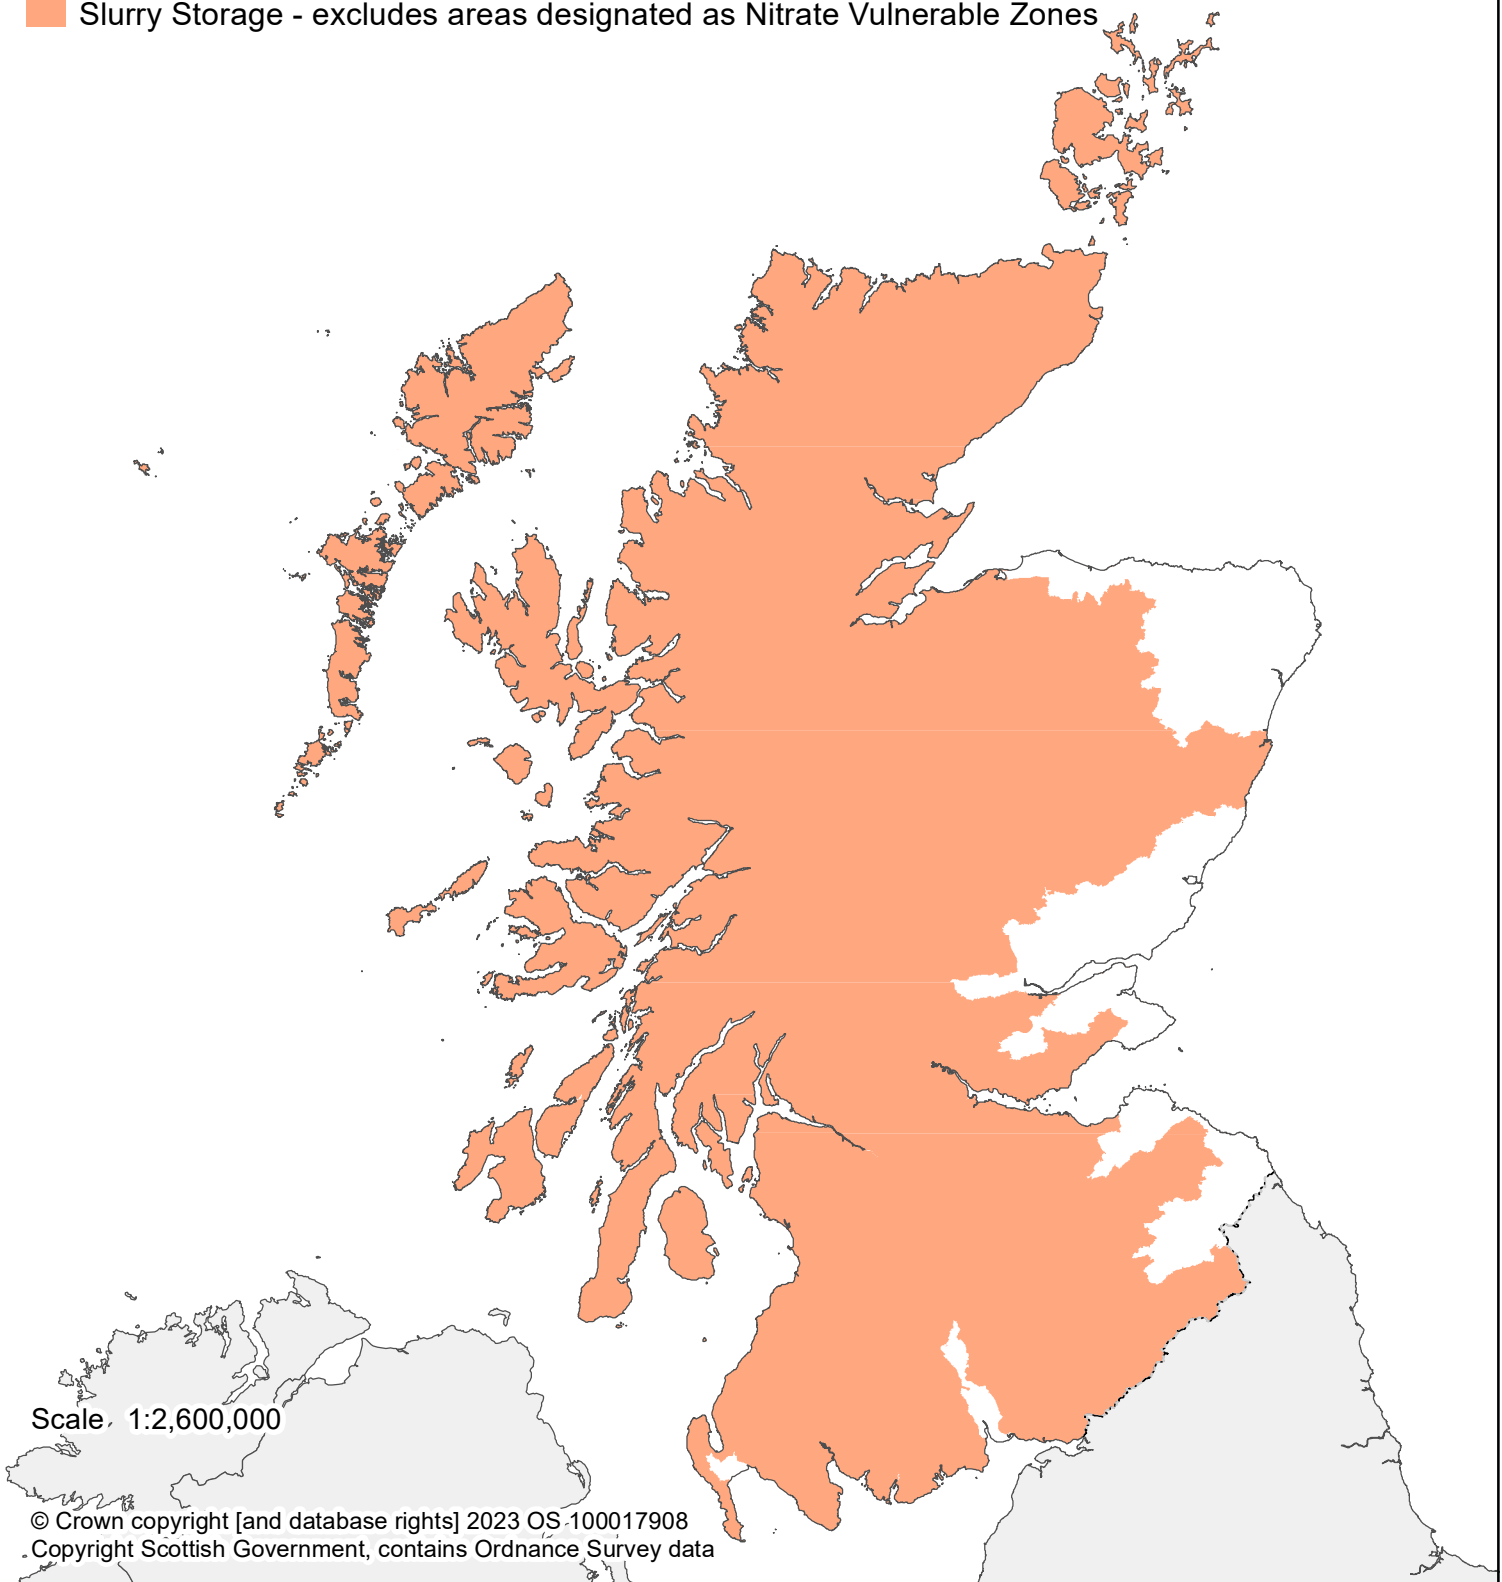 Slurry Storage - excludes areas designated as Nitrate Vulnerable Zones
Scale 1:2,600,000
© Crown copyright [and database rights] 2023 OS 100017908
Copyright Scottish Government, contains Ordnance Survey data